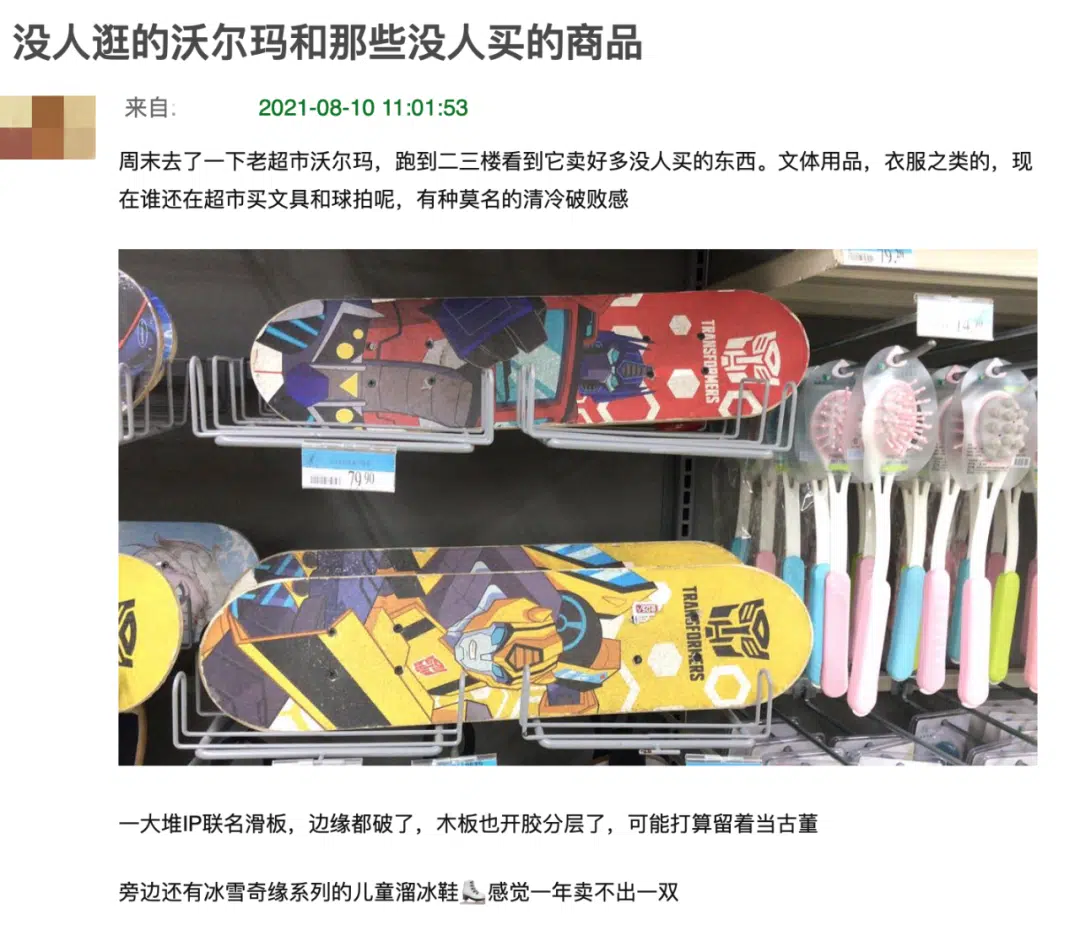 没人逛的沃尔玛和那些没人买的商品
来自: 2021-08-10 11:01:53
周末去了一下老超市沃尔玛，跑到二三楼看到它卖好多没人买的东西。文体用品，衣服之类的，现
在谁还在超市买文具和球拍呢，有种莫名的清冷破败感
TRANSFORMERS
79.90
TRANSFORMERS
一大堆IP联名滑板，边缘都破了，木板也开胶分层了，可能打算留着当古董
旁边还有冰雪奇缘系列的儿童溜冰鞋⛸️感觉一年卖不出一双